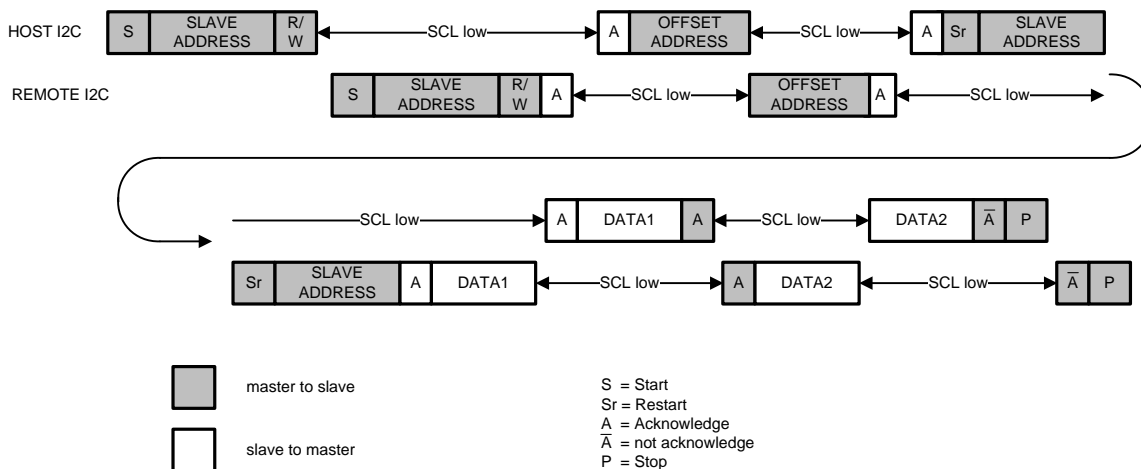 HOST I2C
S SLAVE ADDRESS R/W SCL low A OFFSET ADDRESS SCL low A Sr SLAVE ADDRESS
REMOTE I2C
S SLAVE ADDRESS R/W A SCL low OFFSET ADDRESS A SCL low
SCL low A DATA1 A SCL low DATA2 A̅ P
Sr SLAVE ADDRESS A DATA1 SCL low A DATA2 SCL low A̅ P
master to slave
slave to master
S = Start
Sr = Restart
A = Acknowledge
A̅ = not acknowledge
P = Stop